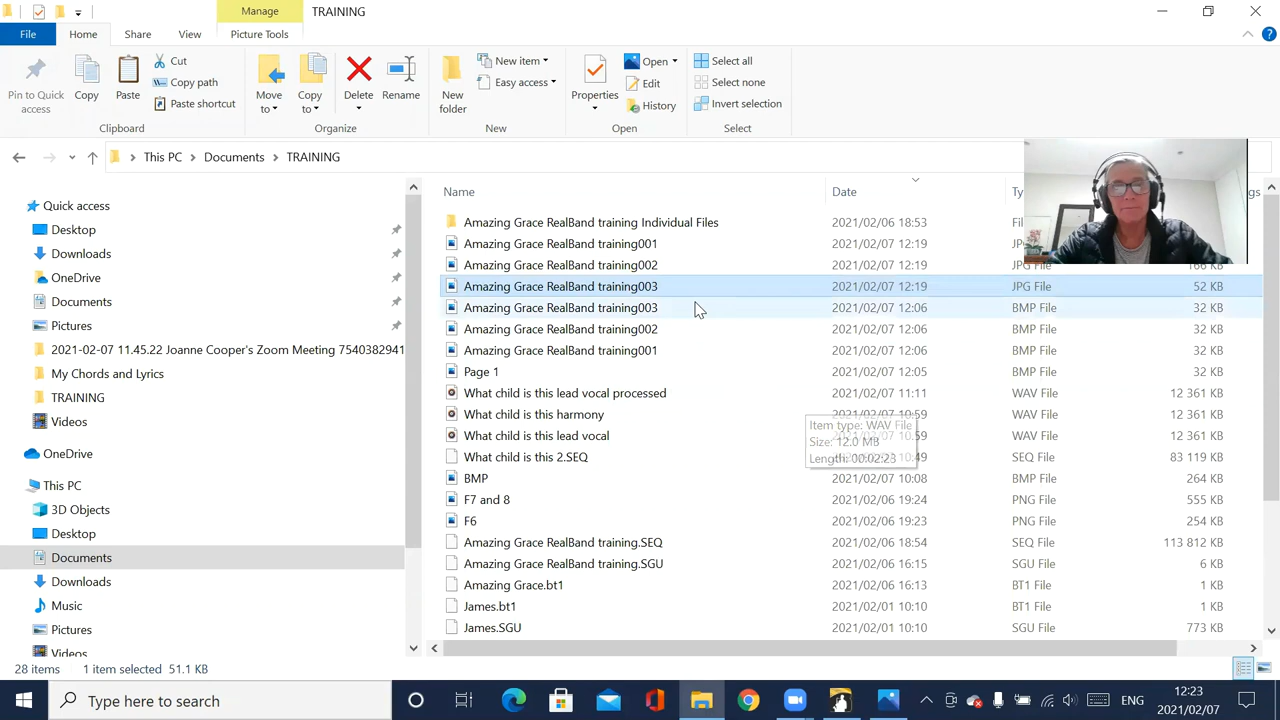 Manage TRAINING
File Home Share View Picture Tools
Pin to Quick access Copy Paste Cut Copy path Paste shortcut Move to Copy to Delete Rename New folder New item Easy access Properties Open Edit History Select all Select none Invert selection
Clipboard Organize New Open Select
This PC Documents TRAINING
Quick access
Desktop
Downloads
OneDrive
Documents
Pictures
2021-02-07 11.45.22 Joanne Cooper's Zoom Meeting 7540382941
My Chords and Lyrics
TRAINING
Videos
OneDrive
This PC
3D Objects
Desktop
Documents
Downloads
Music
Pictures
Videos
Name Date Ty gs
Amazing Grace RealBand training Individual Files 2021/02/06 18:53 Fil
Amazing Grace RealBand training001 2021/02/07 12:19 JP
Amazing Grace RealBand training002 2021/02/07 12:19 JPG File 166 KB
Amazing Grace RealBand training003 2021/02/07 12:19 JPG File 52 KB
Amazing Grace RealBand training003 2021/02/07 12:06 BMP File 32 KB
Amazing Grace RealBand training002 2021/02/07 12:06 BMP File 32 KB
Amazing Grace RealBand training001 2021/02/07 12:06 BMP File 32 KB
Page 1 2021/02/07 12:05 BMP File 32 KB
What child is this lead vocal processed 2021/02/07 11:11 WAV File 12 361 KB
What child is this harmony 2021/02/07 10:59 WAV File 12 361 KB
What child is this lead vocal 10:59 WAV File 12 361 KB
What child is this 2.SEQ 10:49 SEQ File 83 119 KB
Item type: WAV File
Size: 12.0 MB
Length: 00:02:23
BMP 2021/02/07 10:08 BMP File 264 KB
F7 and 8 2021/02/06 19:24 PNG File 555 KB
F6 2021/02/06 19:23 PNG File 254 KB
Amazing Grace RealBand training.SEQ 2021/02/06 18:54 SEQ File 113 812 KB
Amazing Grace RealBand training.SGU 2021/02/06 16:15 SGU File 6 KB
Amazing Grace.bt1 2021/02/06 16:13 BT1 File 1 KB
James.bt1 2021/02/01 10:10 BT1 File 1 KB
James.SGU 2021/02/01 10:10 SGU File 773 KB
28 items 1 item selected 51.1 KB
Type here to search ENG 12:23
2021/02/07